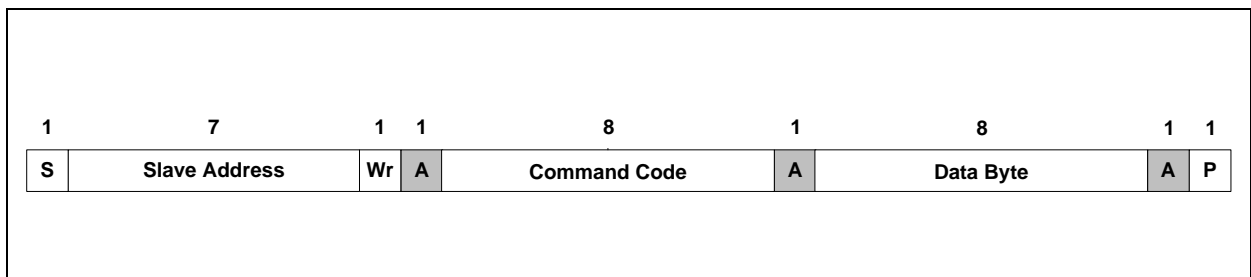 1 7 1 1 8 1 8 1 1
S Slave Address Wr A Command Code A Data Byte A P